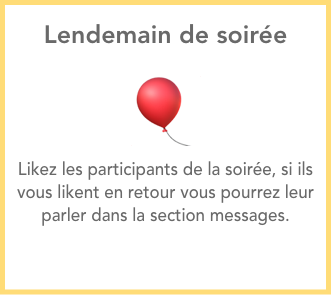 Lendemain de soirée
Likez les participants de la soirée, si ils
vous likent en retour vous pourrez leur
parler dans la section messages.